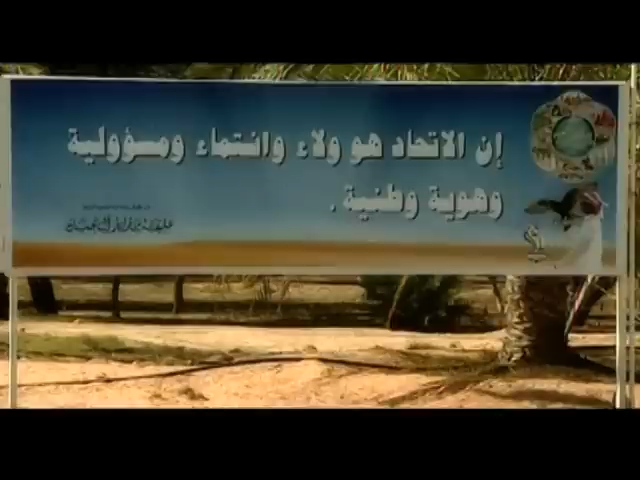 إن الاتحاد هو ولاء وانتماء ومسؤولية
وهوية وطنية .